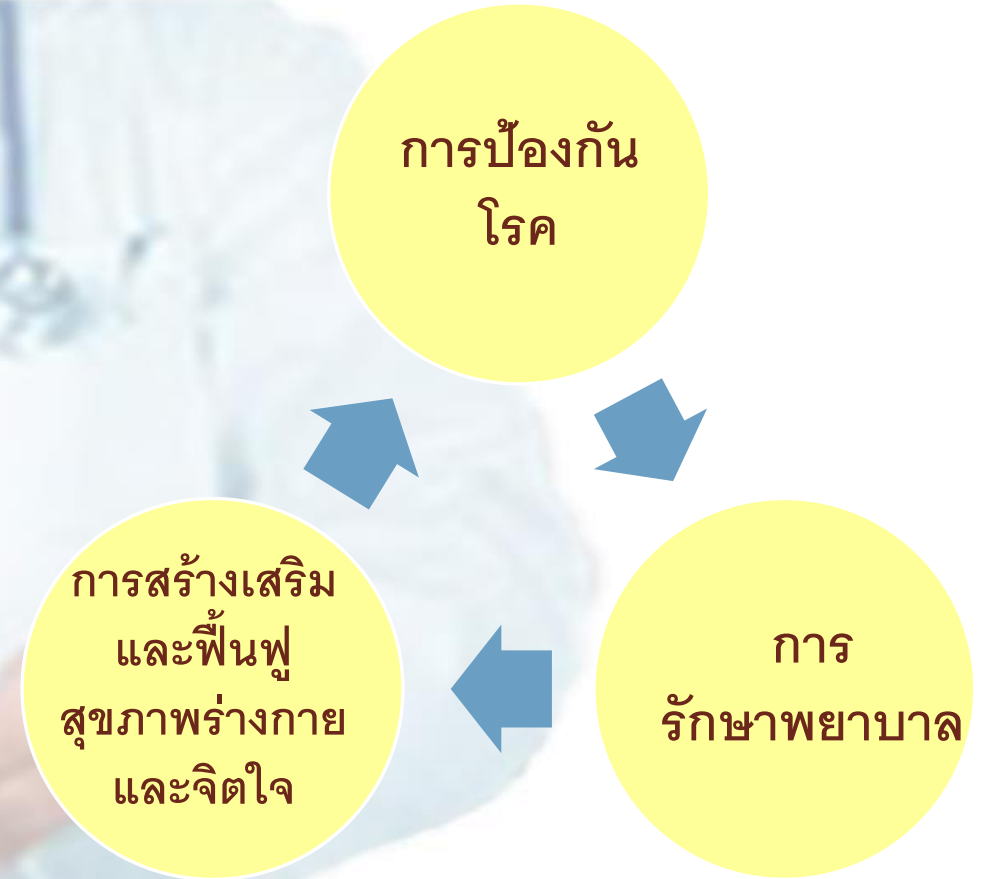 การป้องกัน
โรค
การสร้างเสริม
และฟื้นฟู
สุขภาพร่างกาย
และจิตใจ
การ
รักษาพยาบาล